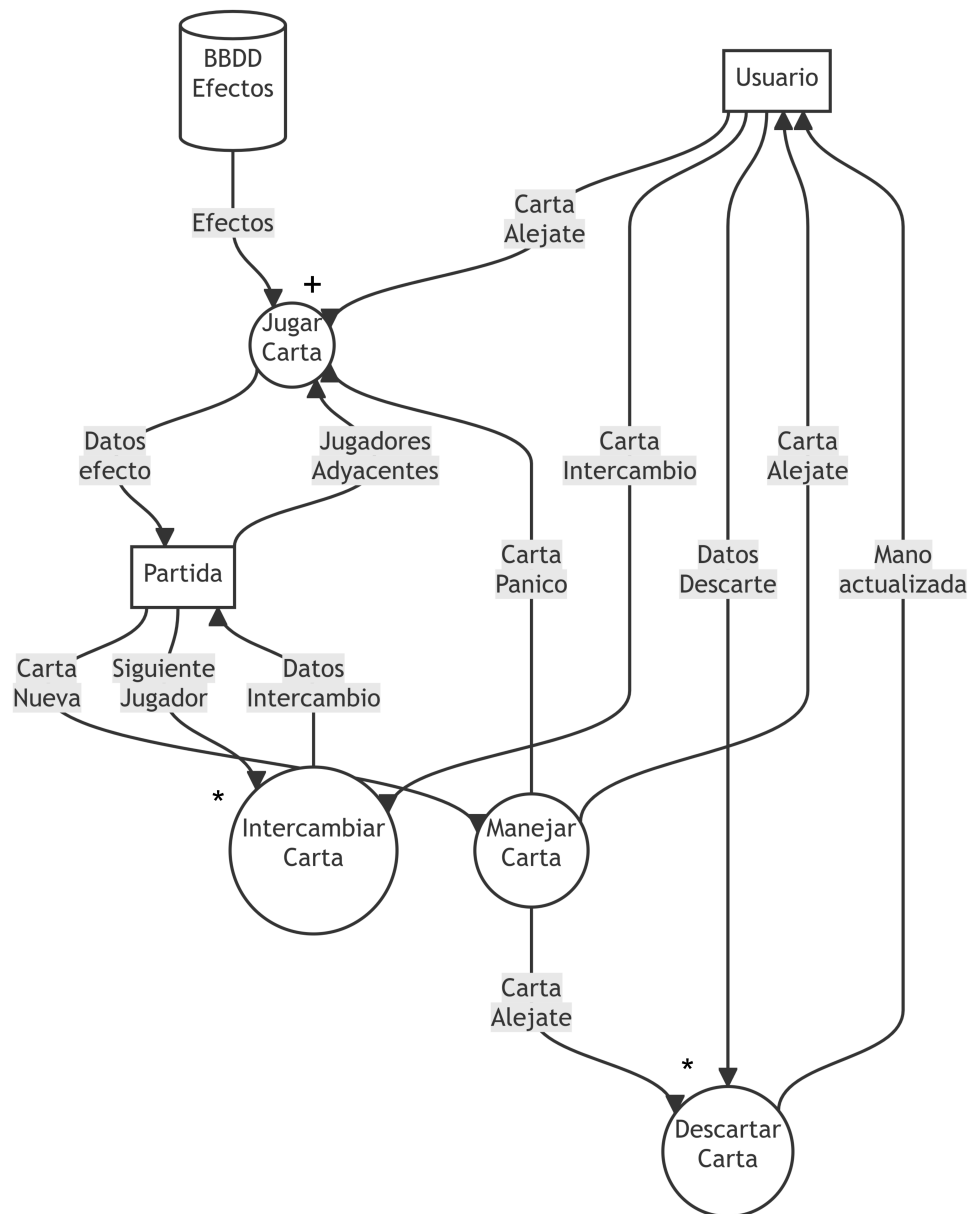 BBDD
Efectos
Usuario
Efectos
Carta
Alejate
+
Jugar
Carta
Datos
efecto
Jugadores
Adyacentes
Carta
Intercambio
Carta
Alejate
Partida
Carta
Panico
Datos
Descarte
Mano
actualizada
Carta
Nueva
Siguiente
Jugador
Datos
Intercambio
*
Intercambiar
Carta
Manejar
Carta
Carta
Alejate
*
Descartar
Carta